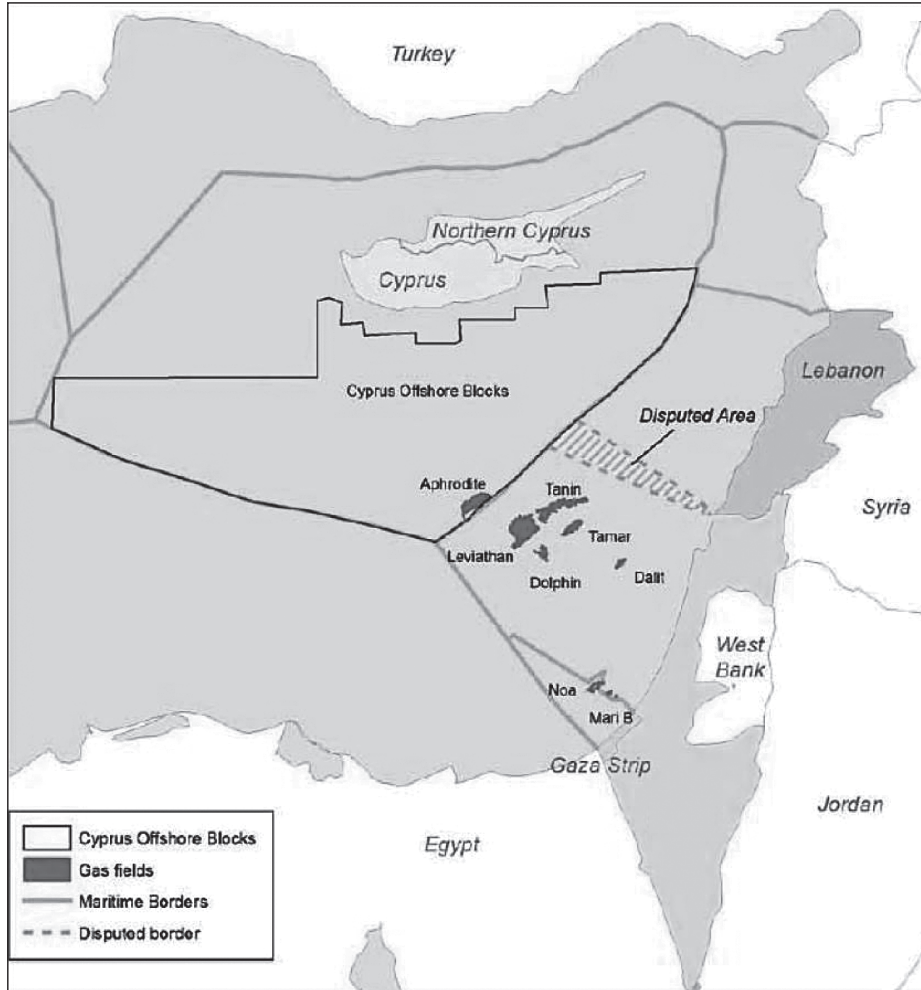 Turkey
Northern Cyprus
Cyprus
Lebanon
Cyprus Offshore Blocks
Disputed Area
Aphrodite
Tanin
Syria
Tamar
Leviathan
Dolphin
Dalit
West
Bank
Noa
Mari B
Gaza Strip
Jordan
Egypt
Cyprus Offshore Blocks
Gas fields
Maritime Borders
Disputed border